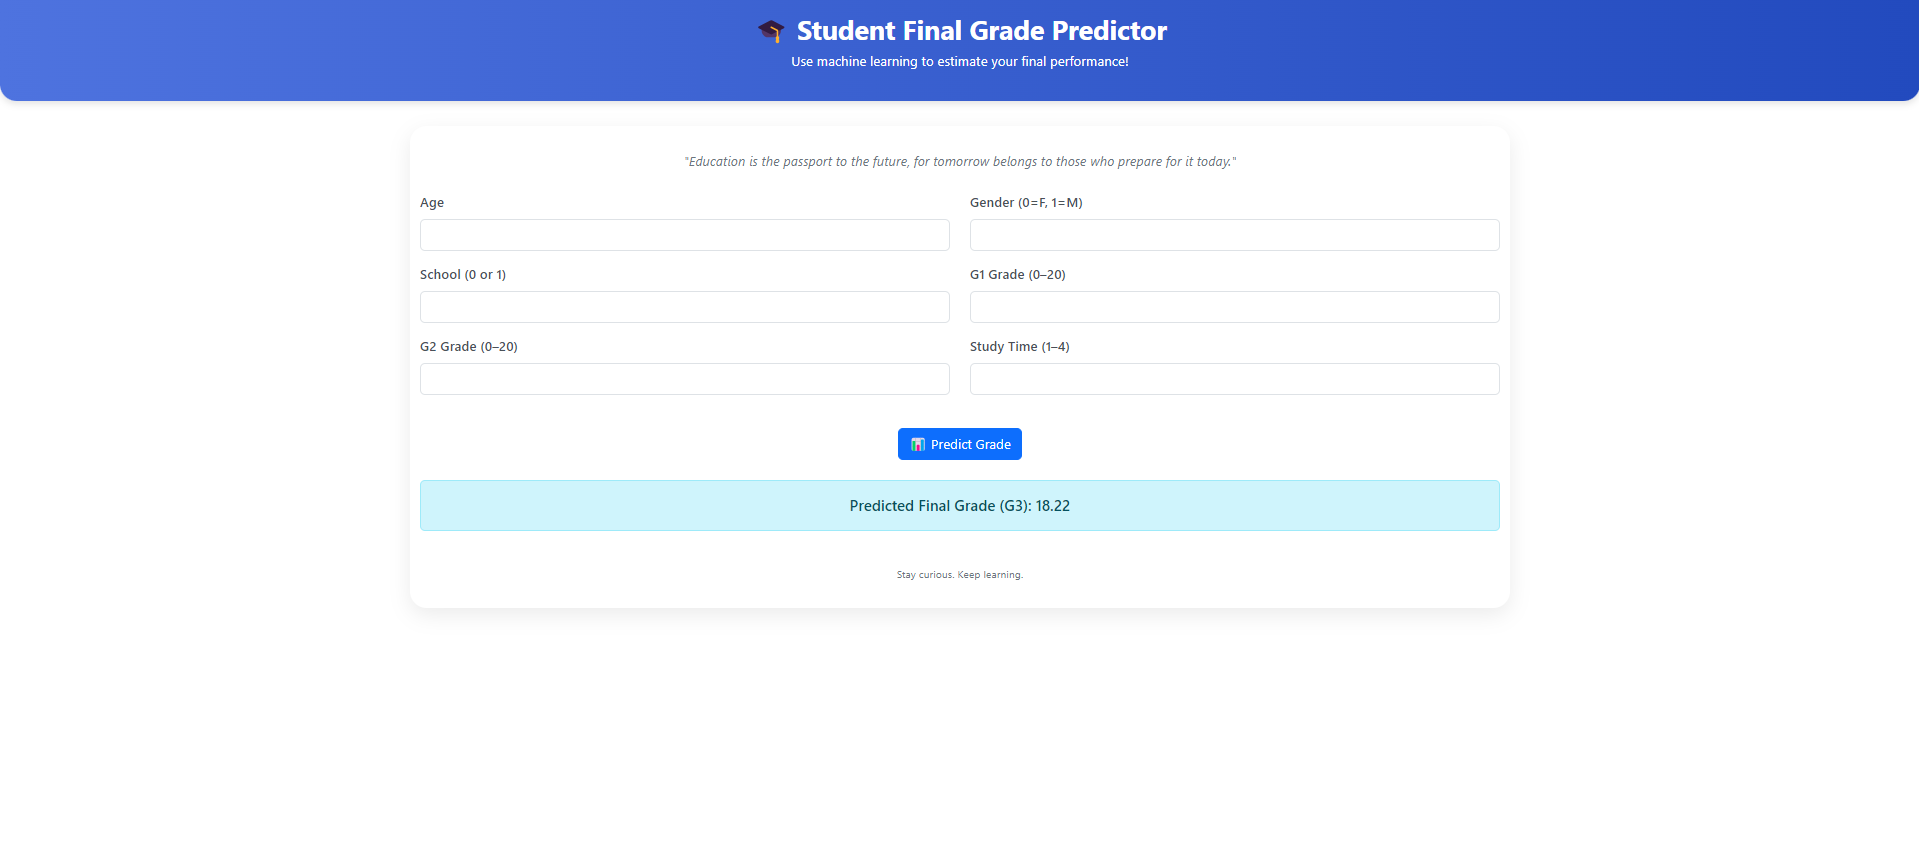 🎓 Student Final Grade Predictor
Use machine learning to estimate your final performance!
"Education is the passport to the future, for tomorrow belongs to those who prepare for it today."
Age
Gender (0=F, 1=M)
School (0 or 1)
G1 Grade (0–20)
G2 Grade (0–20)
Study Time (1–4)
📊 Predict Grade
Predicted Final Grade (G3): 18.22
Stay curious. Keep learning.